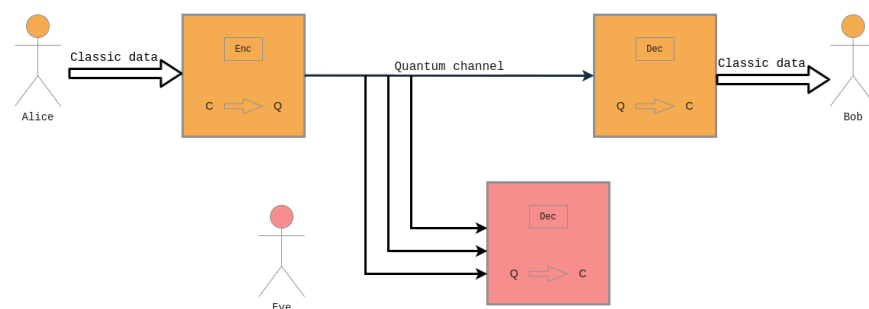 Enc
Dec
Classic data
Quantum channel
Classic data
C Q
Q C
Alice
Bob
Dec
Q C
Eve